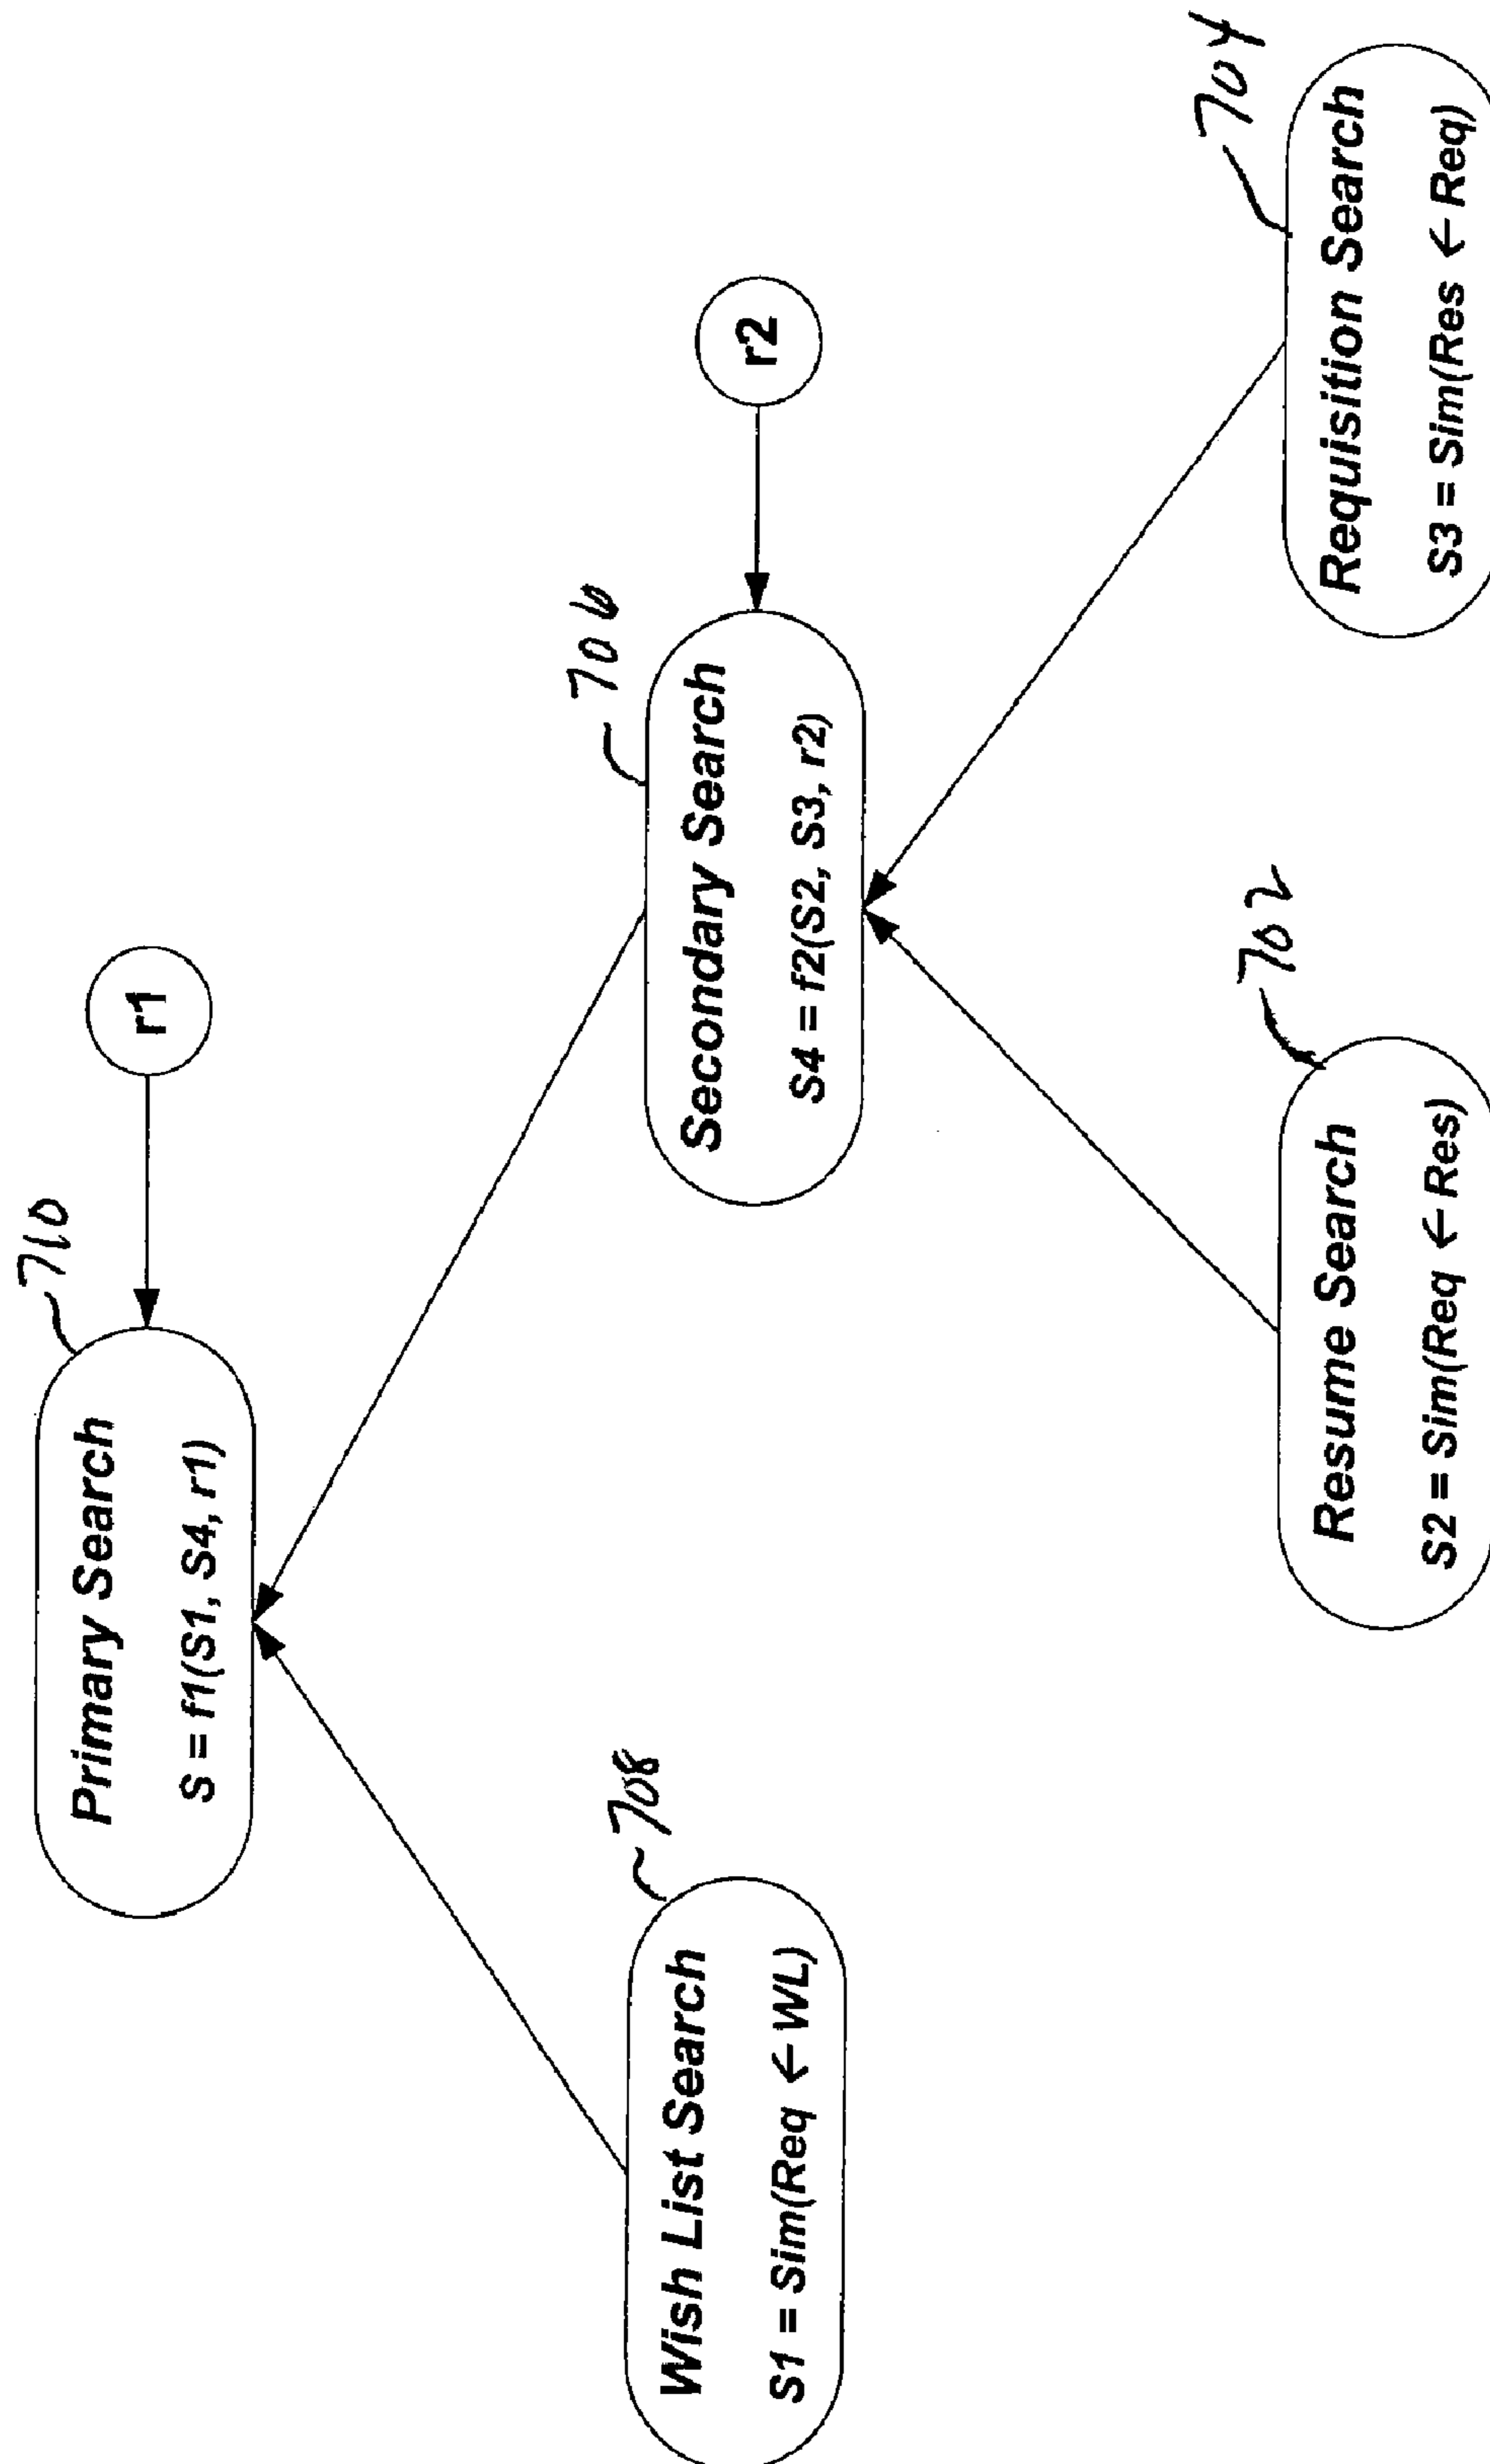 710
Primary Search
S = f1(S1, S4, r1)
r1
708
Wish List Search
S1 = Sim(Req ← WL)
706
Secondary Search
S4 = f2(S2, S3, r2)
r2
702
Resume Search
S2 = Sim(Req ← Res)
704
Requisition Search
S3 = Sim(Res ← Req)